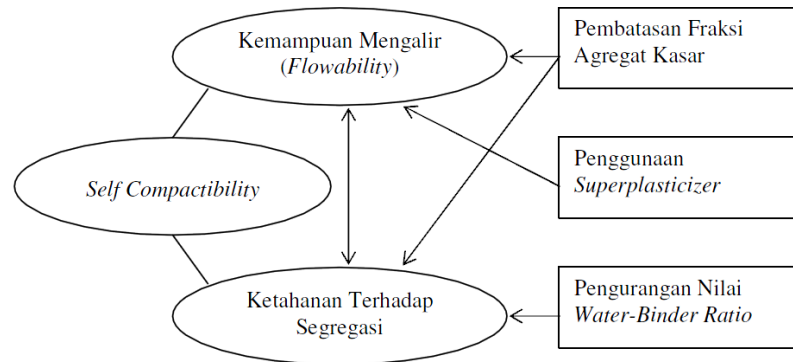 Kemampuan Mengalir
(Flowability)
Pembatasan Fraksi
Agregat Kasar
Self Compactibility
Penggunaan
Superplasticizer
Ketahanan Terhadap
Segregasi
Pengurangan Nilai
Water-Binder Ratio